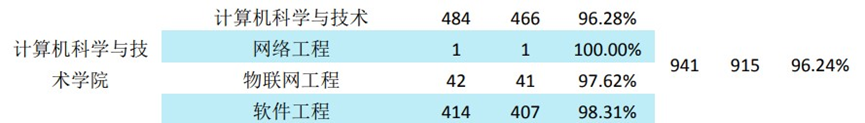 计算机科学与技术 484 466 96.28%
网络工程 1 1 100.00%
计算机科学与技
术学院
941 915 96.24%
物联网工程 42 41 97.62%
软件工程 414 407 98.31%